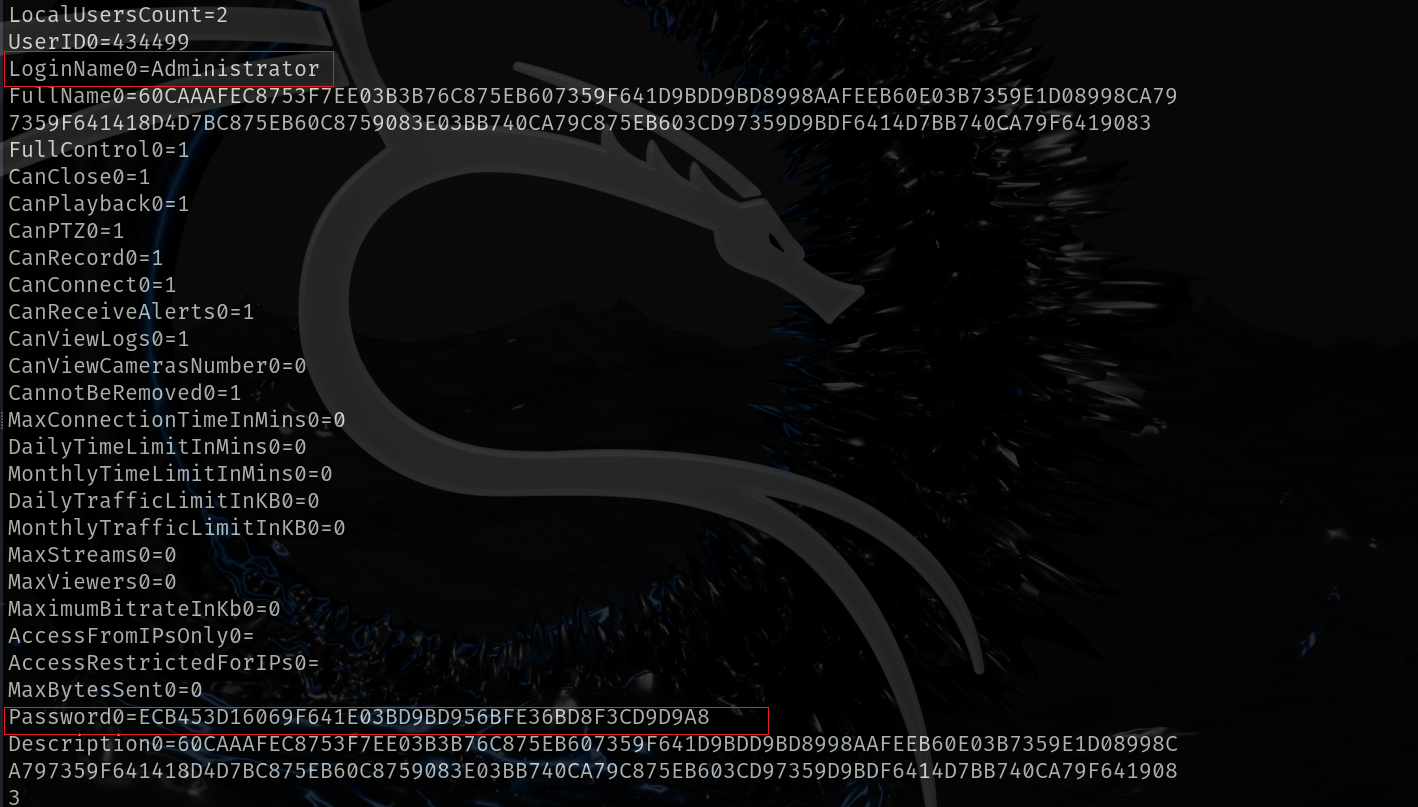 LocalUsersCount=2
UserID0=434499
LoginName0=Administrator
FullName0=60CAAAFEC8753F7EE03B3B76C875EB607359F641D9BDD9BD8998AAFEEB60E03B7359E1D08998CA79
7359F641418D4D7BC875EB60C8759083E03BB740CA79C875EB603CD97359D9BDF6414D7BB740CA79F6419083
FullControl0=1
CanClose0=1
CanPlayback0=1
CanPTZ0=1
CanRecord0=1
CanConnect0=1
CanReceiveAlerts0=1
CanViewLogs0=1
CanViewCamerasNumber0=0
CannotBeRemoved0=1
MaxConnectionTimeInMins0=0
DailyTimeLimitInMins0=0
MonthlyTimeLimitInMins0=0
DailyTrafficLimitInKB0=0
MonthlyTrafficLimitInKB0=0
MaxStreams0=0
MaxViewers0=0
MaximumBitrateInKb0=0
AccessFromIPsOnly0=
AccessRestrictedForIPs0=
MaxBytesSent0=0
Password0=ECB453D16069F641E03BD9BD956BFE36BD8F3CD9D9A8
Description0=60CAAAFEC8753F7EE03B3B76C875EB607359F641D9BDD9BD8998AAFEEB60E03B7359E1D08998C
A797359F641418D4D7BC875EB60C8759083E03BB740CA79C875EB603CD97359D9BDF6414D7BB740CA79F641908
3